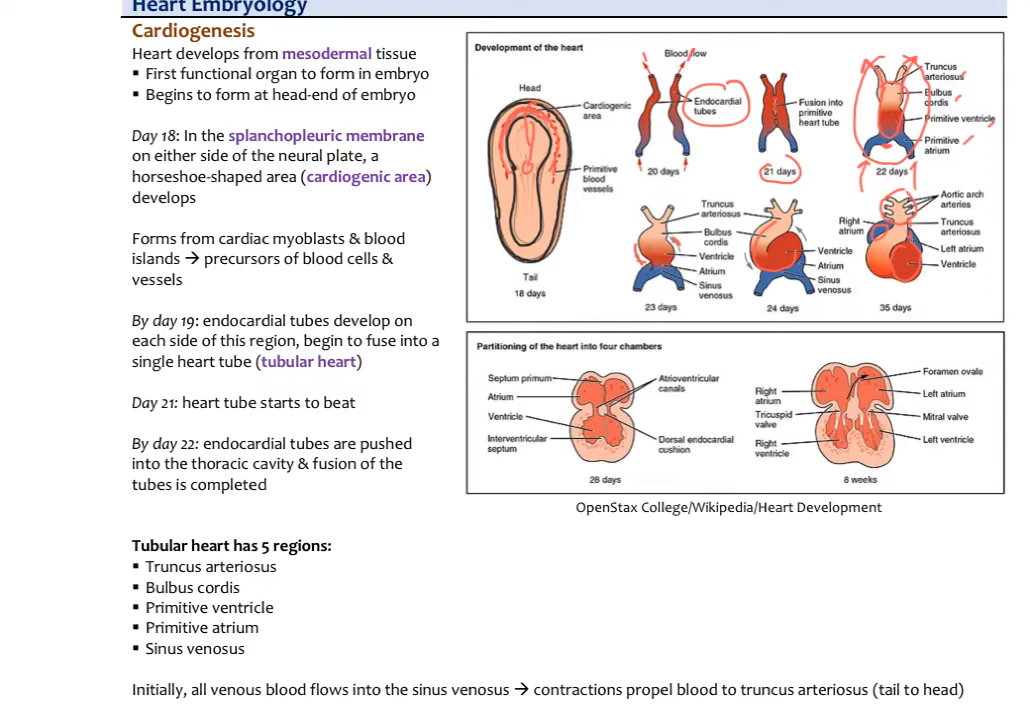 Heart Embryology
Cardiogenesis
Heart develops from mesodermal tissue
▪ First functional organ to form in embryo
▪ Begins to form at head-end of embryo
Day 18: In the splanchopleuric membrane
on either side of the neural plate, a
horseshoe-shaped area (cardiogenic area)
develops
Forms from cardiac myoblasts & blood
islands → precursors of blood cells &
vessels
By day 19: endocardial tubes develop on
each side of this region, begin to fuse into a
single heart tube (tubular heart)
Day 21: heart tube starts to beat
By day 22: endocardial tubes are pushed
into the thoracic cavity & fusion of the
tubes is completed
Development of the heart
Head
Cardiogenic
area
Primitive
blood
vessels
Tail
18 days
Blood flow
Endocardial
tubes
20 days
Fusion into
primitive
heart tube
21 days
Truncus
arteriosus
Bulbus
cordis
Primitive ventricle
Primitive
atrium
22 days
Truncus
arteriosus
Bulbus
cordis
Ventricle
Atrium
Sinus
venosus
23 days
Ventricle
Atrium
Sinus
venosus
24 days
Right
atrium
Aortic arch
arteries
Truncus
arteriosus
Left atrium
Ventricle
35 days
Partitioning of the heart into four chambers
Septum primum
Atrium
Ventricle
Interventricular
septum
Atrioventricular
canals
Dorsal endocardial
cushion
28 days
Right
atrium
Tricuspid
valve
Right
ventricle
Foramen ovale
Left atrium
Mitral valve
Left ventricle
8 weeks
OpenStax College/Wikipedia/Heart Development
Tubular heart has 5 regions:
▪ Truncus arteriosus
▪ Bulbus cordis
▪ Primitive ventricle
▪ Primitive atrium
▪ Sinus venosus
Initially, all venous blood flows into the sinus venosus → contractions propel blood to truncus arteriosus (tail to head)